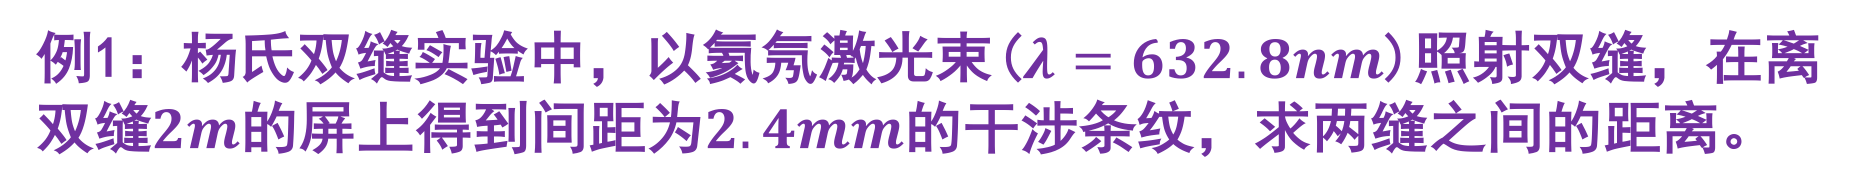 例1：杨氏双缝实验中，以氦氖激光束(λ = 632.8nm)照射双缝，在离
双缝2m的屏上得到间距为2.4mm的干涉条纹，求两缝之间的距离。